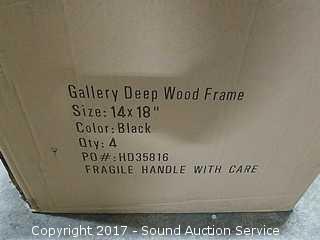 Gallery Deep Wood Frame
Size: 14x18"
Color: Black
Qty: 4
PO#: HD35816
FRAGILE HANDLE WITH CARE
Copyright 2017 - Sound Auction Service